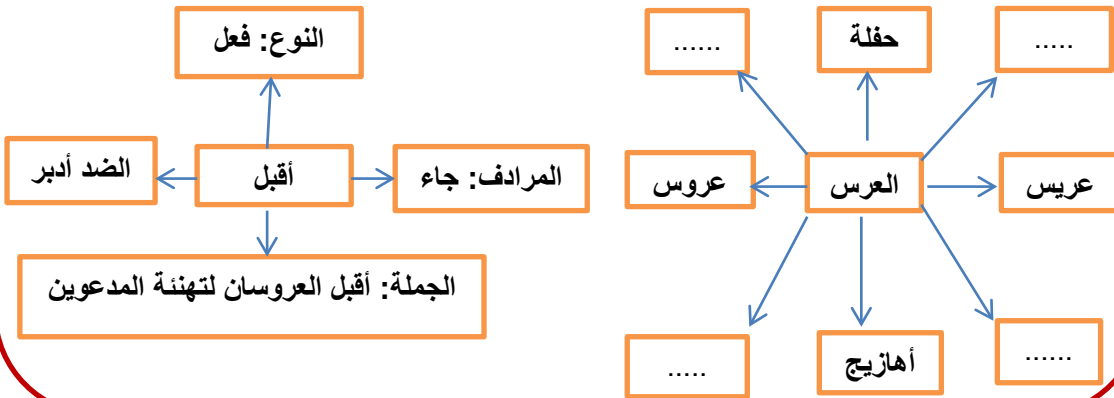 .....
حفلة
......
النوع: فعل
عريس
العرس
عروس
المرادف: جاء
أقبل
الضد أدبر
الجملة: أقبل العروسان لتهنئة المدعوين
......
أهازيج
.....